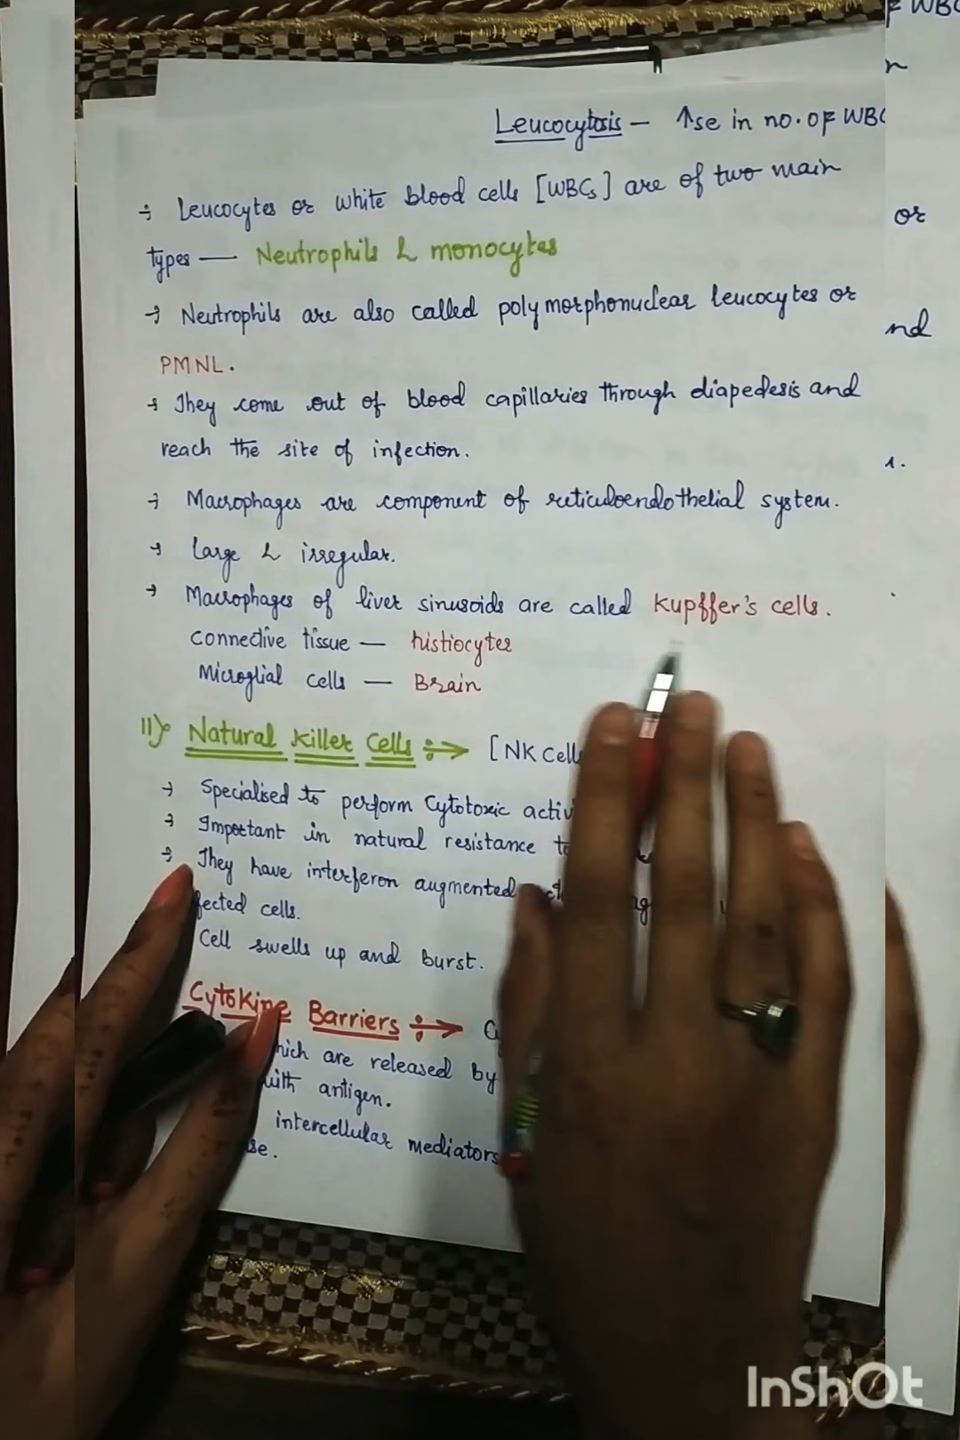 Leucocytosis — ↑se in no. of WBC
→ Leucocytes or white blood cells [WBCs] are of two main
types — Neutrophils & monocytes
→ Neutrophils are also called polymorphonuclear leucocytes or
PMNL.
→ They come out of blood capillaries through diapedesis and
reach the site of infection.
→ Macrophages are component of reticuloendothelial system.
→ Large & irregular.
→ Macrophages of liver sinusoids are called Kupffer's cells.
Connective tissue — histiocytes
Microglial cells — Brain
II) Natural Killer Cells :→ [NK Cell
→ Specialised to perform cytotoxic activ
→ Important in natural resistance to
→ They have interferon augmented
fected cells.
Cell swells up and burst.
Cytokine Barriers :→ C
hich are released by
with antigen.
intercellular mediators
se.
WBC
or
nd
InShOt